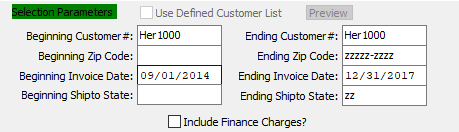 Selection Parameters Use Defined Customer List Preview
Beginning Customer#: Her1000 Ending Customer#: Her1000
Beginning Zip Code: Ending Zip Code: zzzzz-zzzz
Beginning Invoice Date: 09/01/2014 Ending Invoice Date: 12/31/2017
Beginning Shipto State: Ending Shipto State: zz
Include Finance Charges?